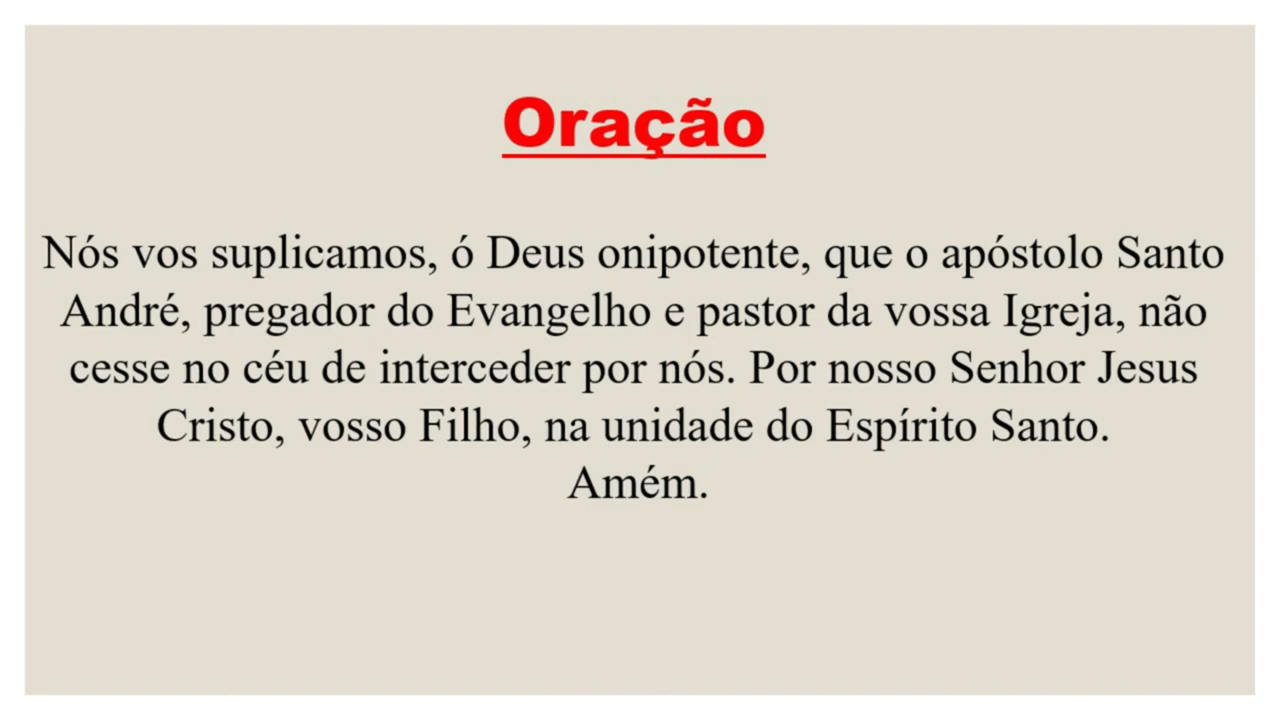 Oração
Nós vos suplicamos, ó Deus onipotente, que o apóstolo Santo
André, pregador do Evangelho e pastor da vossa Igreja, não
cesse no céu de interceder por nós. Por nosso Senhor Jesus
Cristo, vosso Filho, na unidade do Espírito Santo.
Amém.